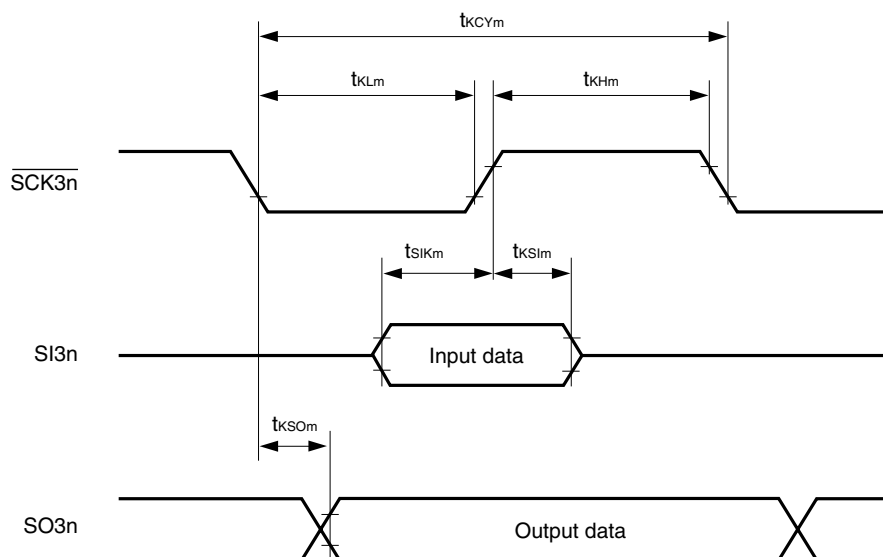 tKCYm
tKLm
tKHm
SCK3n
tSIKm
tKSIm
SI3n
Input data
tKSOm
SO3n
Output data